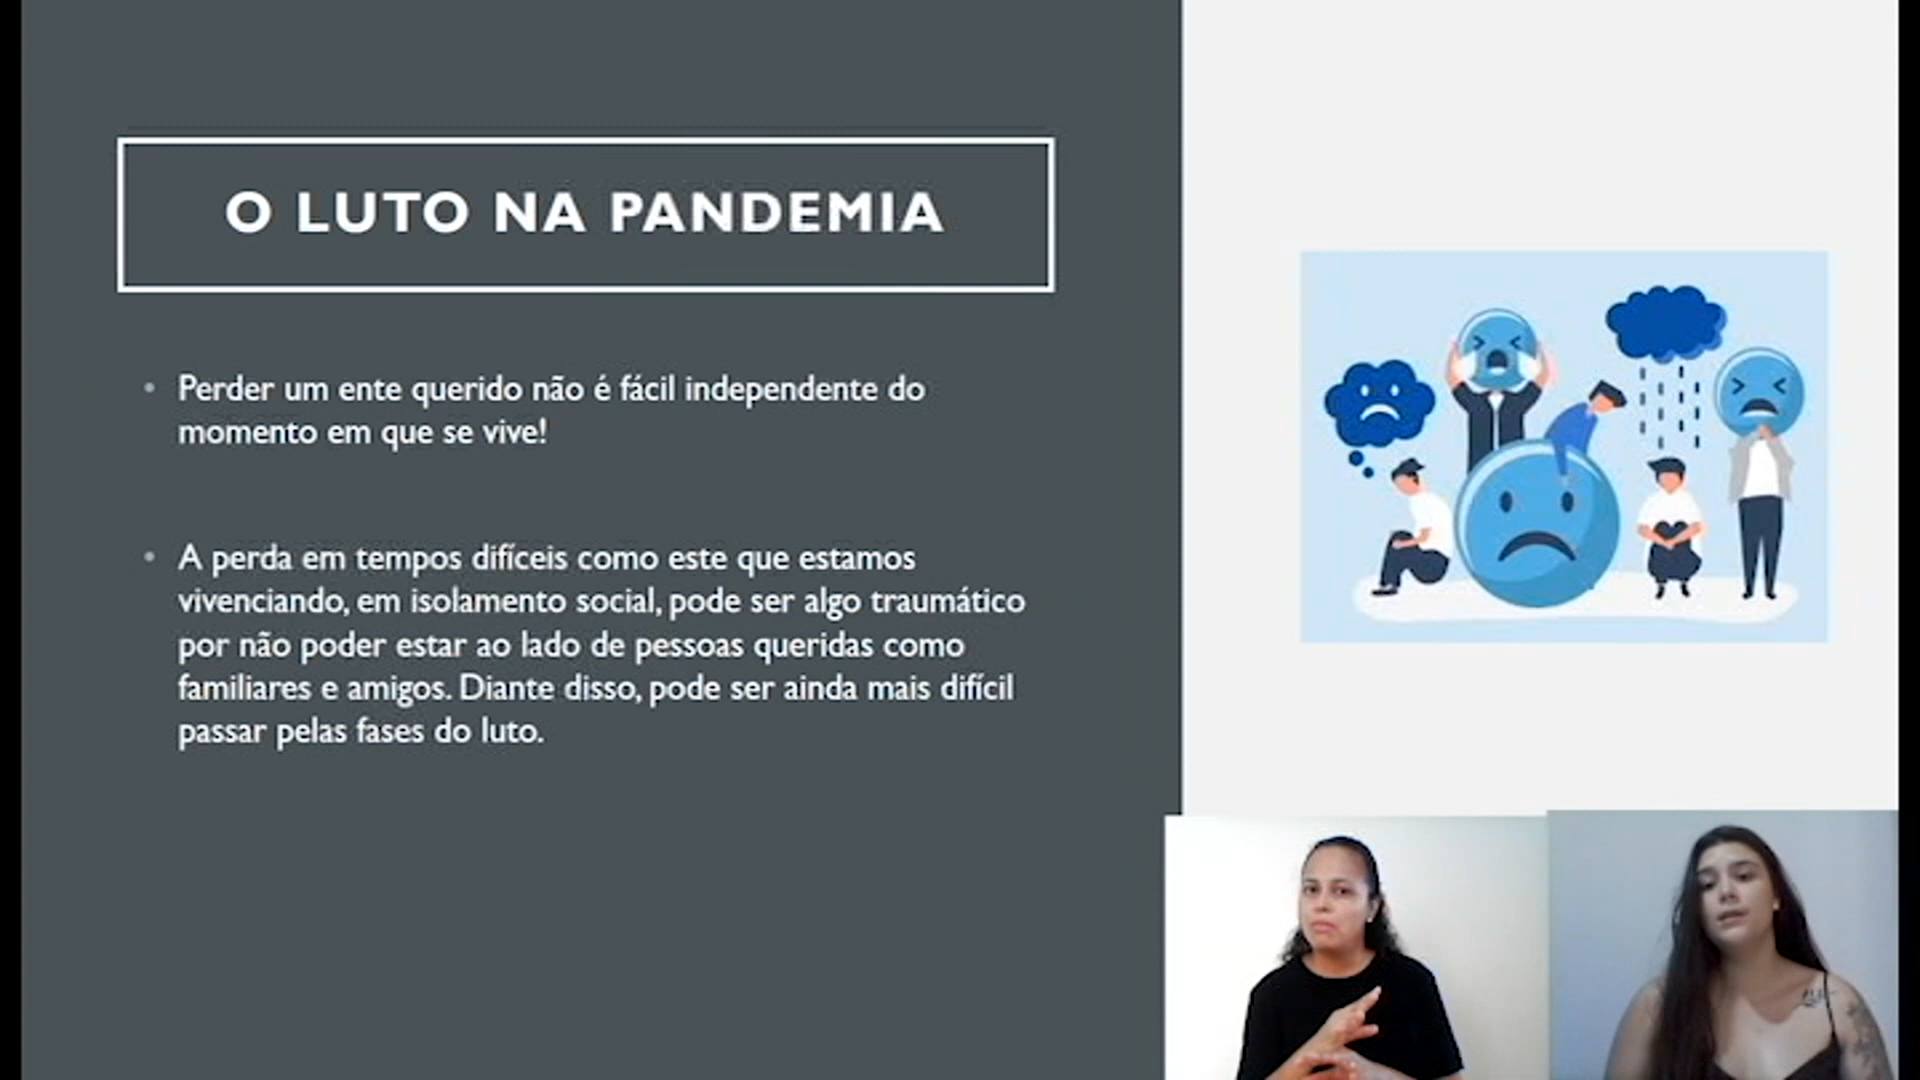 O LUTO NA PANDEMIA
• Perder um ente querido não é fácil independente do
momento em que se vive!
• A perda em tempos difíceis como este que estamos
vivenciando, em isolamento social, pode ser algo traumático
por não poder estar ao lado de pessoas queridas como
familiares e amigos. Diante disso, pode ser ainda mais difícil
passar pelas fases do luto.